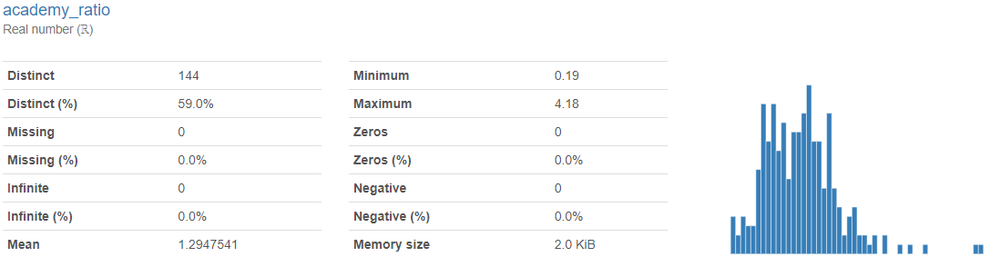 academy_ratio
Real number (ℝ)
Distinct 144
Distinct (%) 59.0%
Missing 0
Missing (%) 0.0%
Infinite 0
Infinite (%) 0.0%
Mean 1.2947541
Minimum 0.19
Maximum 4.18
Zeros 0
Zeros (%) 0.0%
Negative 0
Negative (%) 0.0%
Memory size 2.0 KiB